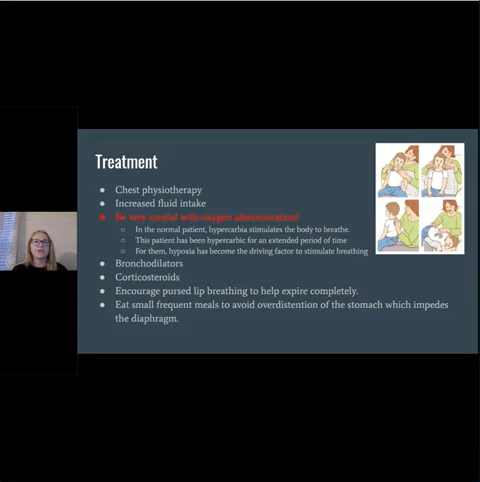 Treatment
● Chest physiotherapy
● Increased fluid intake
● Be very careful with oxygen administration!
○ In the normal patient, hypercarbia stimulates the body to breathe.
○ This patient has been hypercarbic for an extended period of time
○ For them, hypoxia has become the driving factor to stimulate breathing
● Bronchodilators
● Corticosteroids
● Encourage pursed lip breathing to help expire completely.
● Eat small frequent meals to avoid overdistention of the stomach which impedes
the diaphragm.